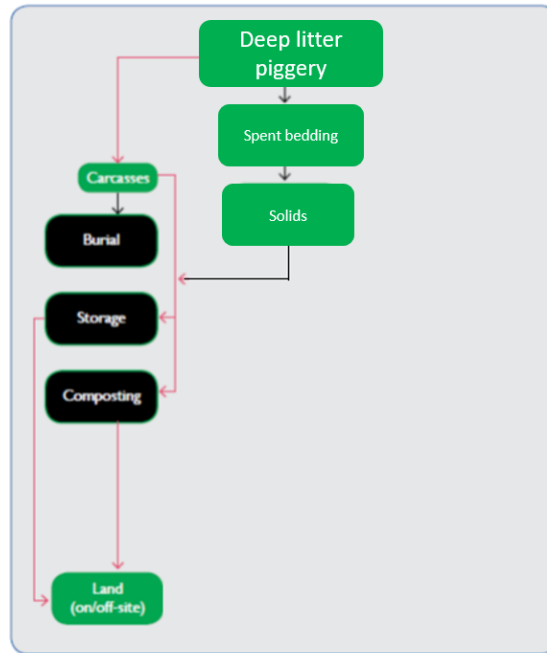 Deep litter
piggery
Spent bedding
Carcasses
Solids
Burial
Storage
Composting
Land
(on/off-site)